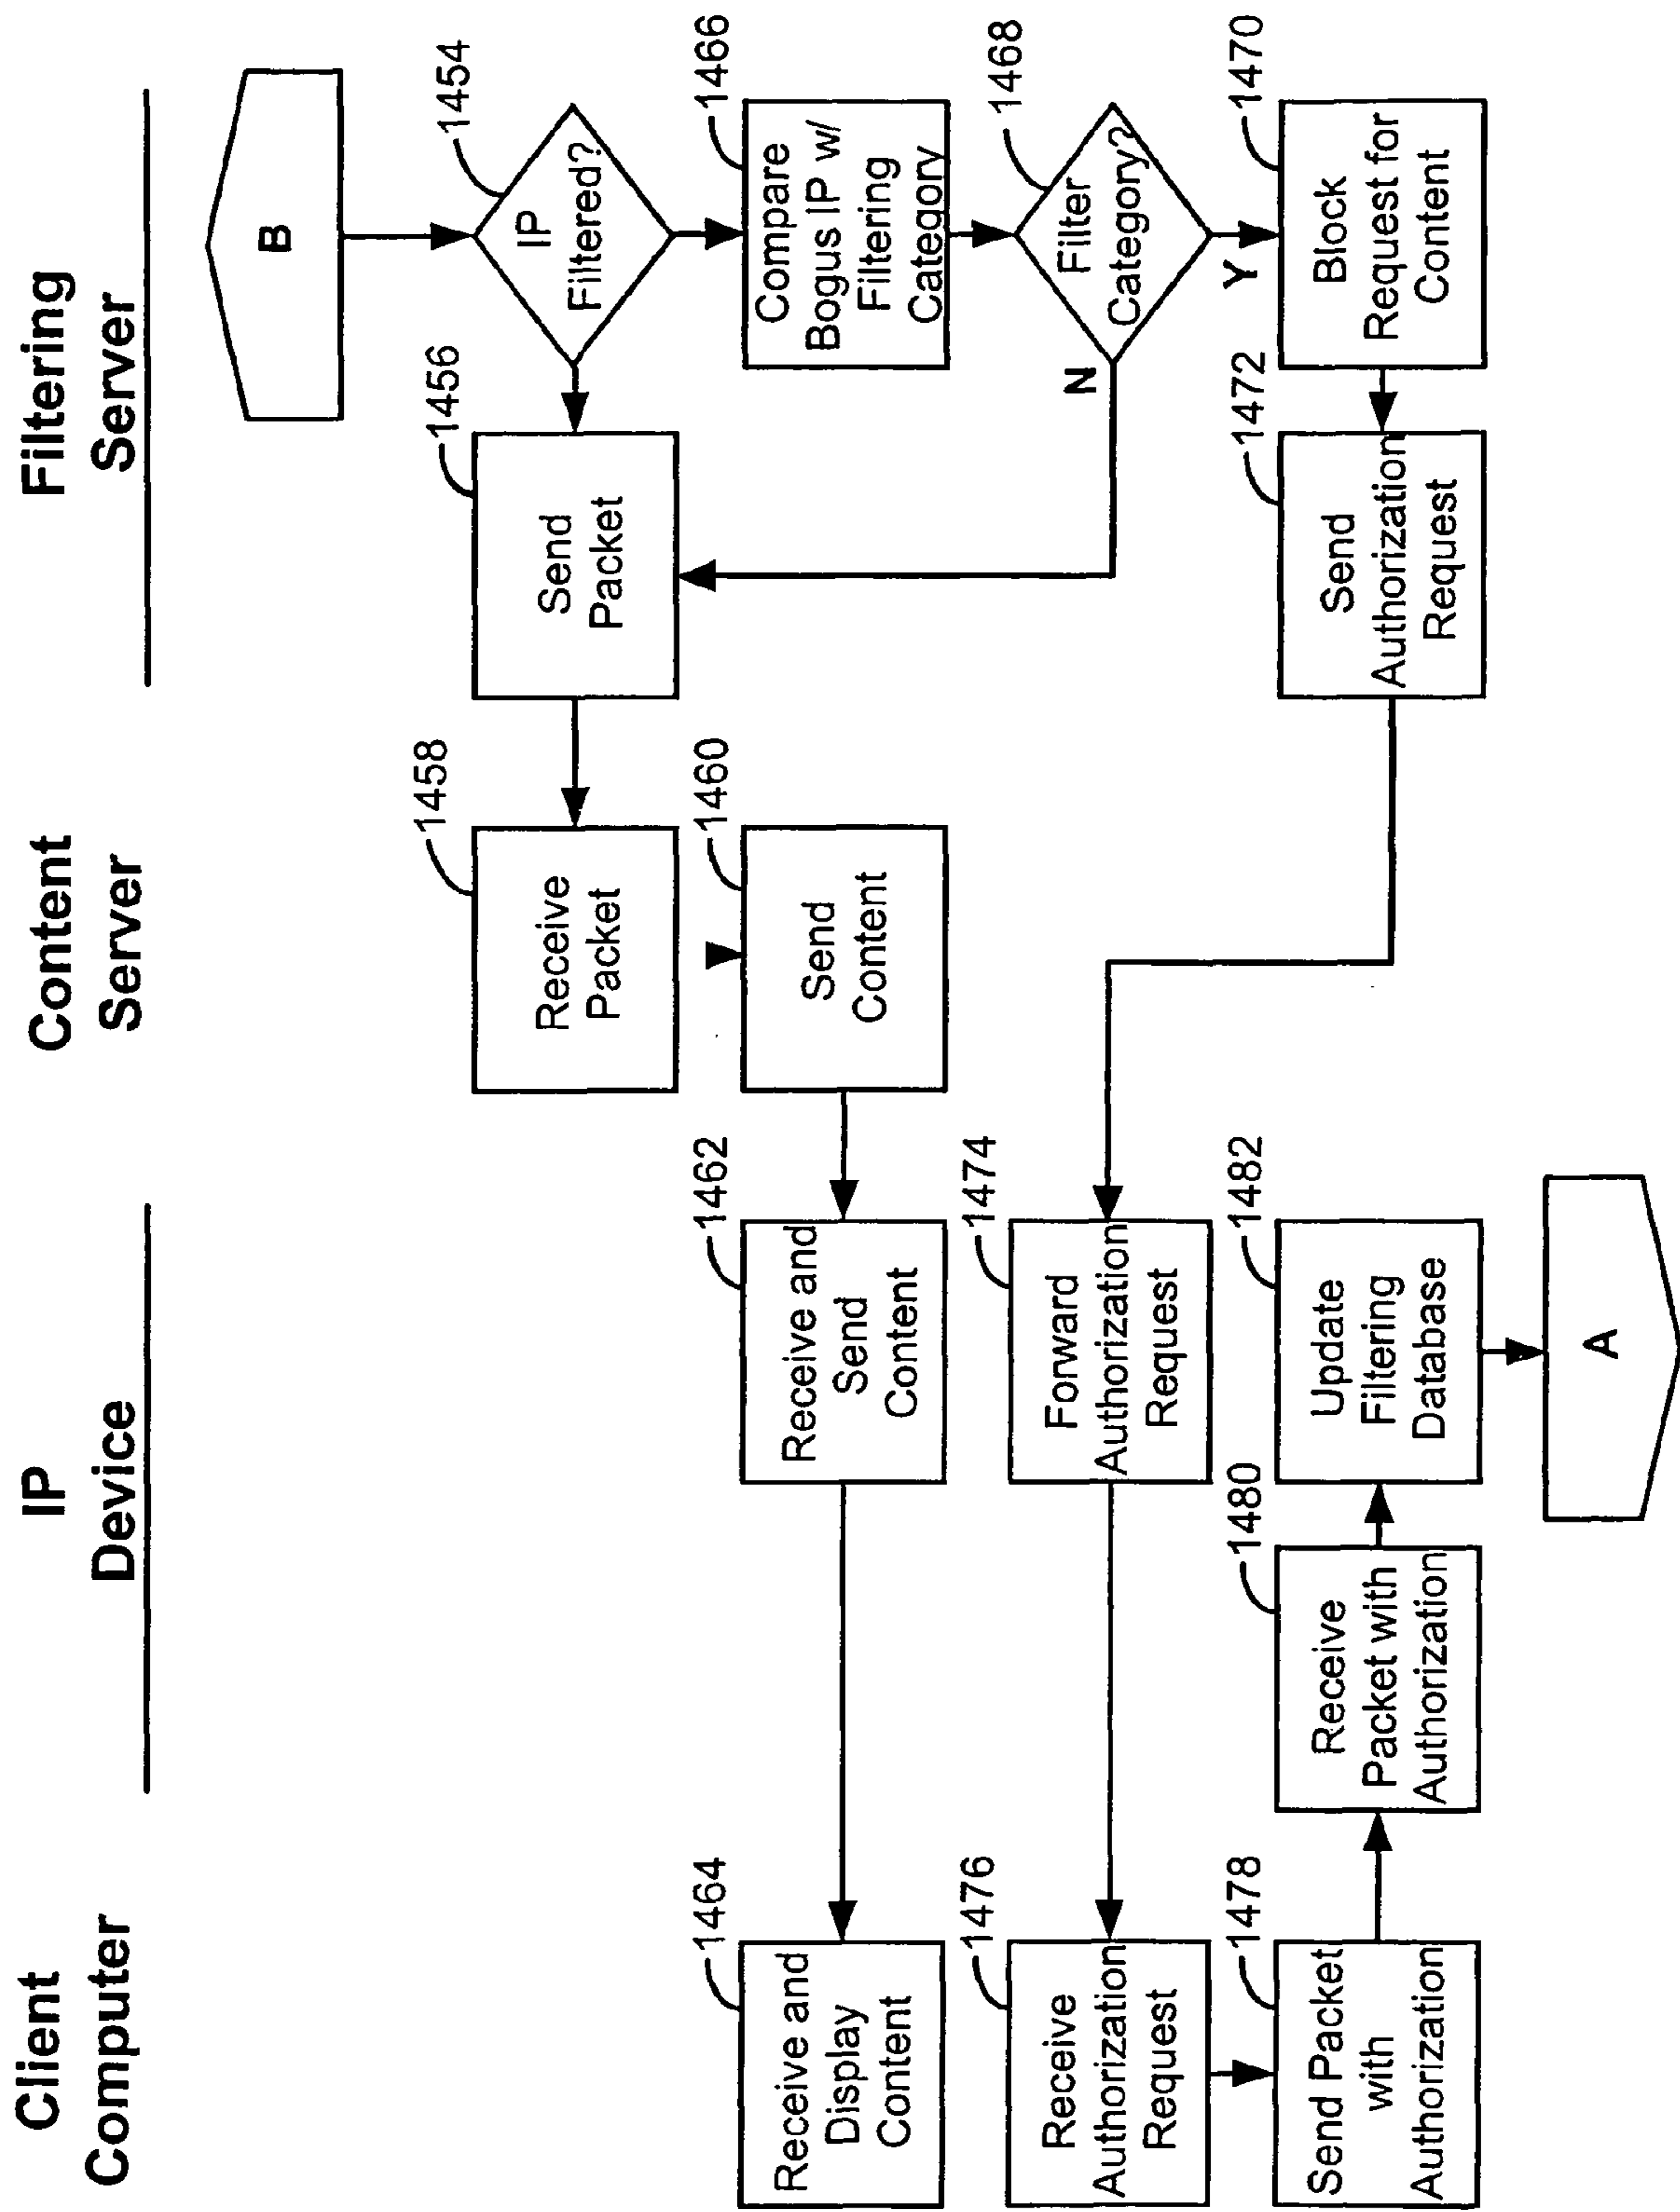 Client
Computer
IP
Device
Content
Server
Filtering
Server
B
1454
IP
Filtered?
1456
Send
Packet
1458
Receive
Packet
1460
Send
Content
1462
Receive and
Send
Content
1464
Receive and
Display
Content
1466
Compare
Bogus IP w/
Filtering
Category
1468
Filter
Category?
N
Y
1470
Block
Request for
Content
1472
Send
Authorization
Request
1474
Forward
Authorization
Request
1476
Receive
Authorization
Request
1478
Send Packet
with
Authorization
1480
Receive
Packet with
Authorization
1482
Update
Filtering
Database
A